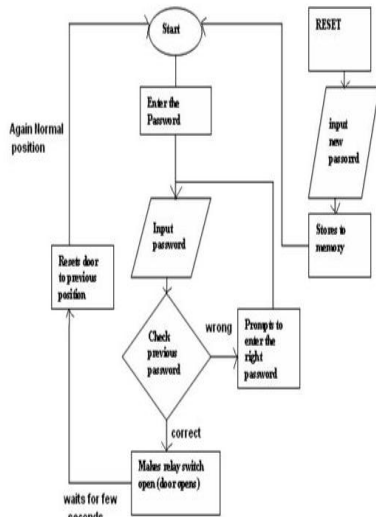 Start
RESET
Enter the
Password
Again Normal
position
input
new
passorrd
Input
password
Stores to
memory
Resets door
to previous
position
Check
previous
password
wrong
Prompts to
enter the
right
password
correct
Makes relay switch
open (door opens)
waits for few
seconds